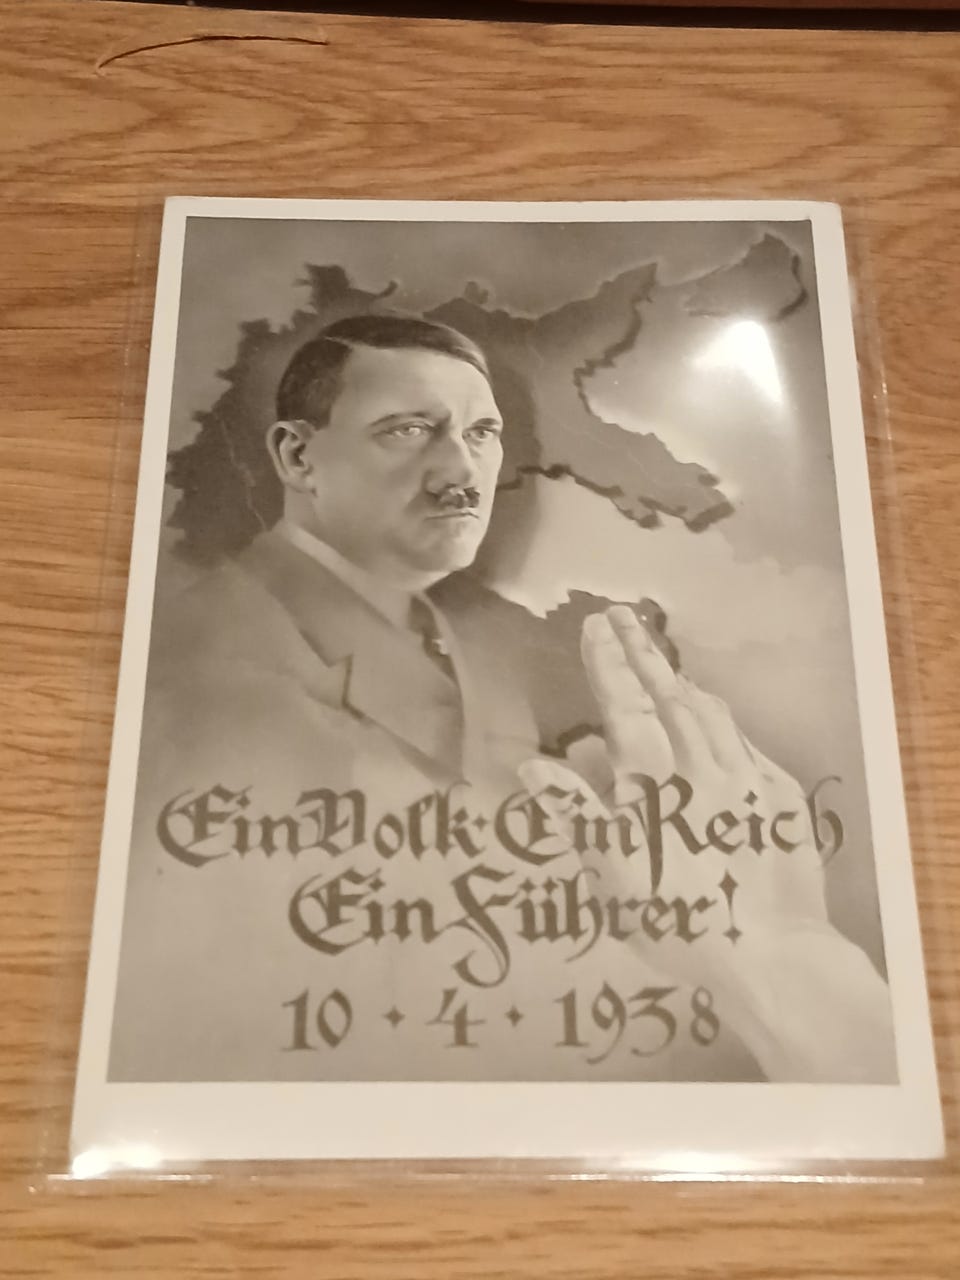 Ein Volk · Ein Reich
Ein Führer!
10 · 4 · 1938